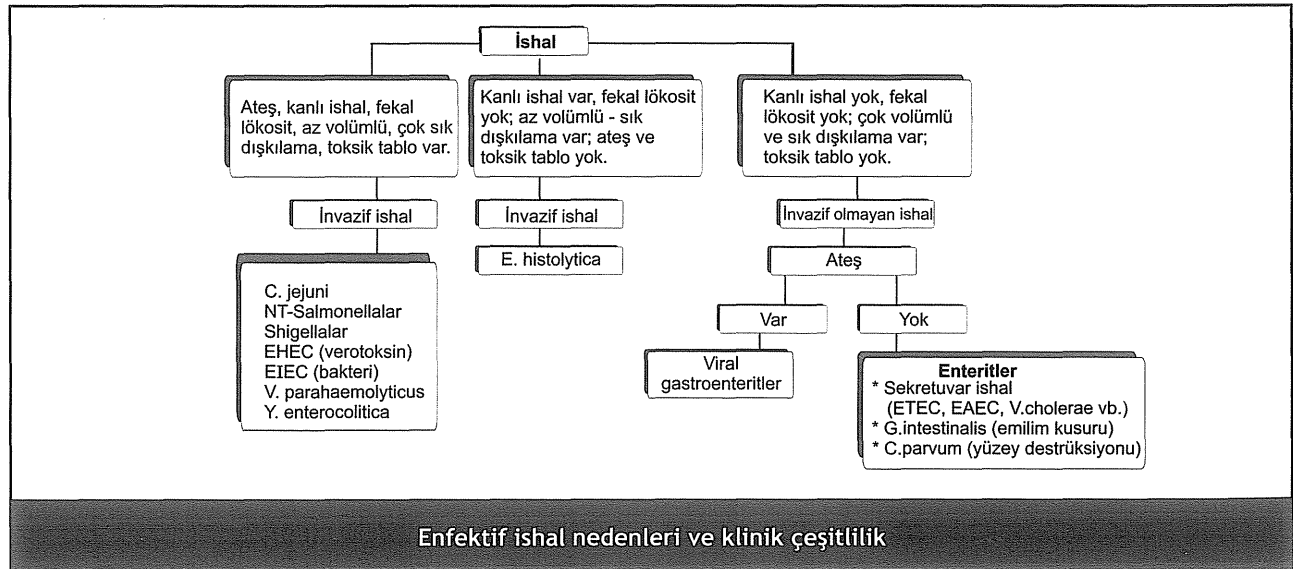 İshal
Ateş, kanlı ishal, fekal
lökosit, az volümlü, çok sık
dışkılama, toksik tablo var.
Kanlı ishal var, fekal lökosit
yok; az volümlü - sık
dışkılama var; ateş ve
toksik tablo yok.
Kanlı ishal yok, fekal
lökosit yok; çok volümlü
ve sık dışkılama var;
toksik tablo yok.
İnvazif ishal
İnvazif ishal
İnvazif olmayan ishal
C. jejuni
NT-Salmonellalar
Shigellalar
EHEC (verotoksin)
EIEC (bakteri)
V. parahaemolyticus
Y. enterocolitica
E. histolytica
Ateş
Var
Yok
Viral
gastroenteritler
Enteritler
* Sekretuvar ishal
(ETEC, EAEC, V.cholerae vb.)
* G.intestinalis (emilim kusuru)
* C.parvum (yüzey destrüksiyonu)
Enfektif ishal nedenleri ve klinik çeşitlilik